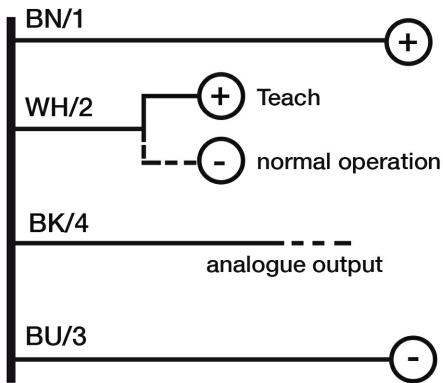 BN/1
+
WH/2
+ Teach
- normal operation
BK/4
analogue output
BU/3
-